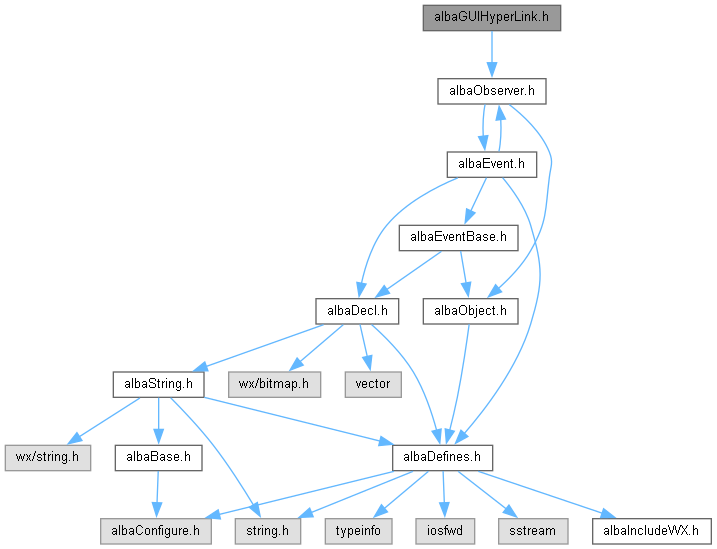 albaGUIHyperLink.h
albaObserver.h
albaEvent.h
albaEventBase.h
albaDecl.h
albaObject.h
albaString.h
wx/bitmap.h
vector
wx/string.h
albaBase.h
albaDefines.h
albaConfigure.h
string.h
typeinfo
iosfwd
sstream
albaIncludeWX.h